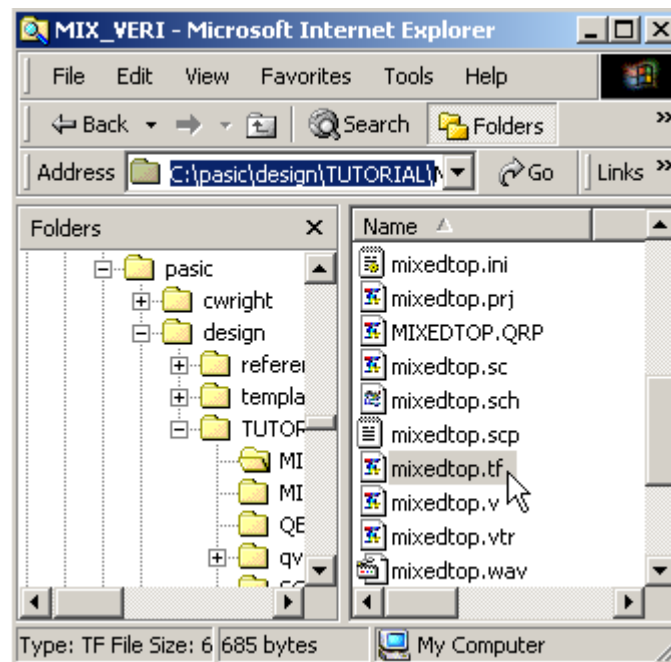 MIX_VERI - Microsoft Internet Explorer
File Edit View Favorites Tools Help
Back Search Folders »
Address C:\pasic\design\TUTORIAL\ Go Links »
Folders
pasic
cwright
design
referen
templa
TUTOR
MI
MI
QE
qv
Name
mixedtop.ini
mixedtop.prj
MIXEDTOP.QRP
mixedtop.sc
mixedtop.sch
mixedtop.scp
mixedtop.tf
mixedtop.v
mixedtop.vtr
mixedtop.wav
Type: TF File Size: 6 685 bytes My Computer